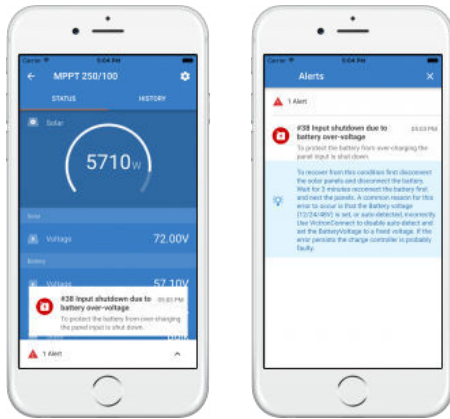 Carrier 5:04 PM
MPPT 250/100
STATUS HISTORY
Solar
5710W
Solar
Voltage 72.00V
Battery
Voltage 57.10V
#38 Input shutdown due to 05:03 PM
battery over-voltage
To protect the battery from over-charging
the panel input is shut down.
1 Alert
Carrier 5:04 PM
Alerts
1 Alert
#38 Input shutdown due to 05:03 PM
battery over-voltage
To protect the battery from over-charging the
panel input is shut down.
To recover from this condition first disconnect
the solar panels and disconnect the battery.
Wait for 3 minutes reconnect the battery first
and next the panels. A common reason for this
error to occur is that the Battery voltage
(12/24/48V) is set, or auto-detected, incorrectly.
Use VictronConnect to disable auto-detect and
set the BatteryVoltage to a fixed voltage. If the
error persists the charge controller is probably
faulty.